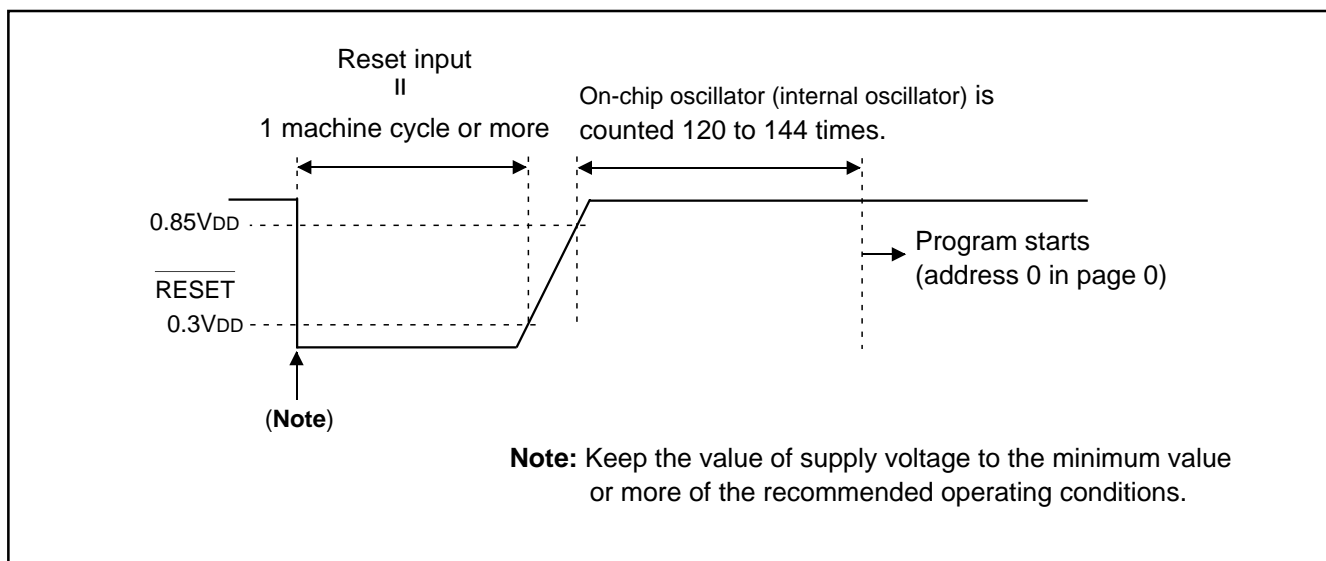 Reset input
=
1 machine cycle or more
On-chip oscillator (internal oscillator) is
counted 120 to 144 times.
0.85VDD
RESET
0.3VDD
Program starts
(address 0 in page 0)
(Note)
Note: Keep the value of supply voltage to the minimum value
or more of the recommended operating conditions.